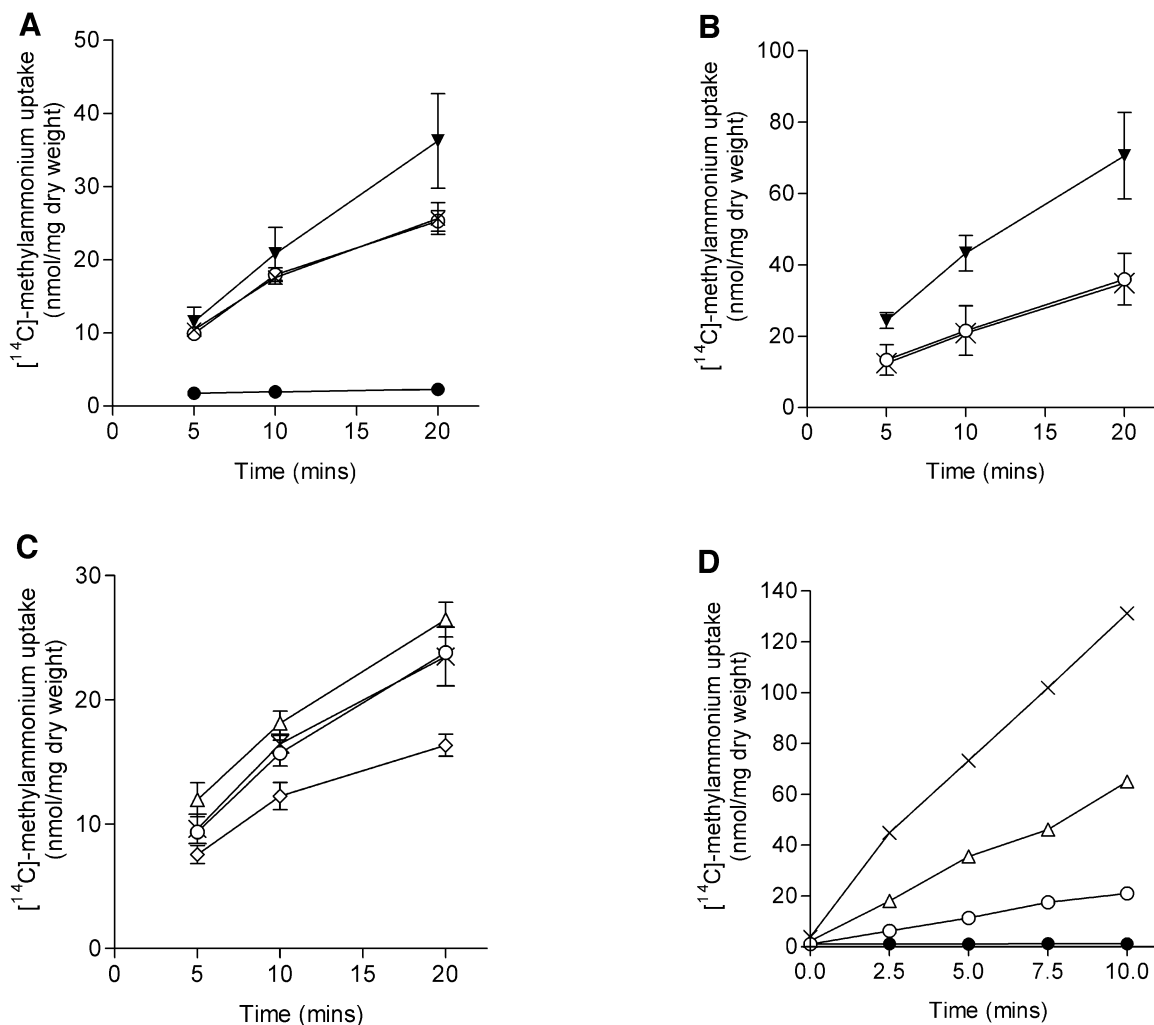 A
[¹⁴C]-methylammonium uptake
(nmol/mg dry weight)
50
40
30
20
10
0
0 5 10 15 20
Time (mins)
B
[¹⁴C]-methylammonium uptake
(nmol/mg dry weight)
100
80
60
40
20
0
0 5 10 15 20
Time (mins)
C
[¹⁴C]-methylammonium uptake
(nmol/mg dry weight)
30
20
10
0
0 5 10 15 20
Time (mins)
D
[¹⁴C]-methylammonium uptake
(nmol/mg dry weight)
140
120
100
80
60
40
20
0
0.0 2.5 5.0 7.5 10.0
Time (mins)